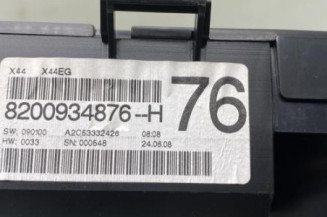 X44 X44EG
8200934876--H 76
SW: 090100 A2C53332426 08:08
HW: 0033 SN: 000548 24.06.08